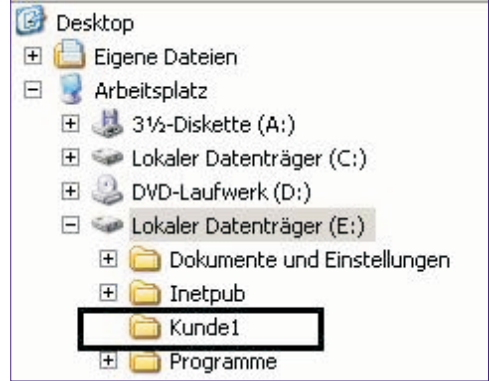 Desktop
Eigene Dateien
Arbeitsplatz
3½-Diskette (A:)
Lokaler Datenträger (C:)
DVD-Laufwerk (D:)
Lokaler Datenträger (E:)
Dokumente und Einstellungen
Inetpub
Kunde1
Programme